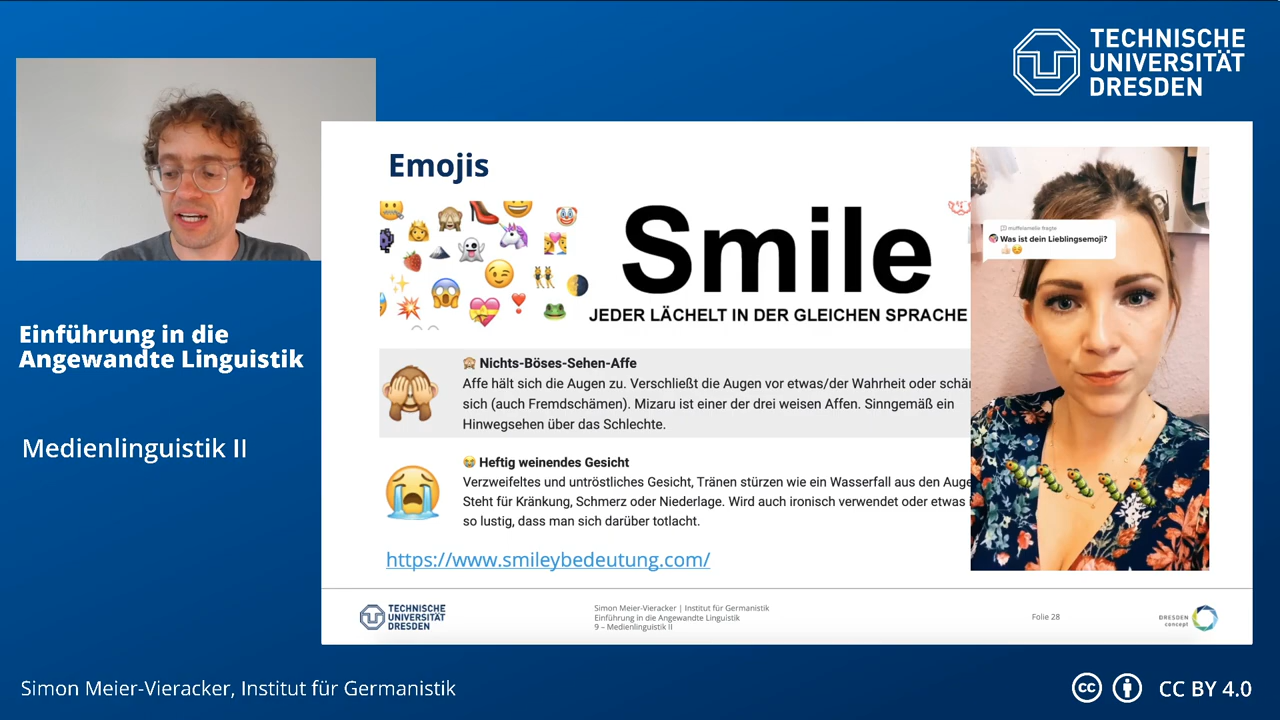 TECHNISCHE
UNIVERSITÄT
DRESDEN
Einführung in die
Angewandte Linguistik
Medienlinguistik II
Emojis
Smile
JEDER LÄCHELT IN DER GLEICHEN SPRACHE
Nichts-Böses-Sehen-Affe
Affe hält sich die Augen zu. Verschließt die Augen vor etwas/der Wahrheit oder schä
sich (auch Fremdschämen). Mizaru ist einer der drei weisen Affen. Sinngemäß ein
Hinwegsehen über das Schlechte.
Heftig weinendes Gesicht
Verzweifeltes und untröstliches Gesicht, Tränen stürzen wie ein Wasserfall aus den Auge
Steht für Kränkung, Schmerz oder Niederlage. Wird auch ironisch verwendet oder etwas
so lustig, dass man sich darüber totlacht.
https://www.smileybedeutung.com/
fragte
Was ist dein Lieblingsemoji?
TECHNISCHE
UNIVERSITÄT
DRESDEN
Simon Meier-Vieracker | Institut für Germanistik
Einführung in die Angewandte Linguistik
9 – Medienlinguistik II
Folie 28
DRESDEN
concept
Simon Meier-Vieracker, Institut für Germanistik
cc
CC BY 4.0